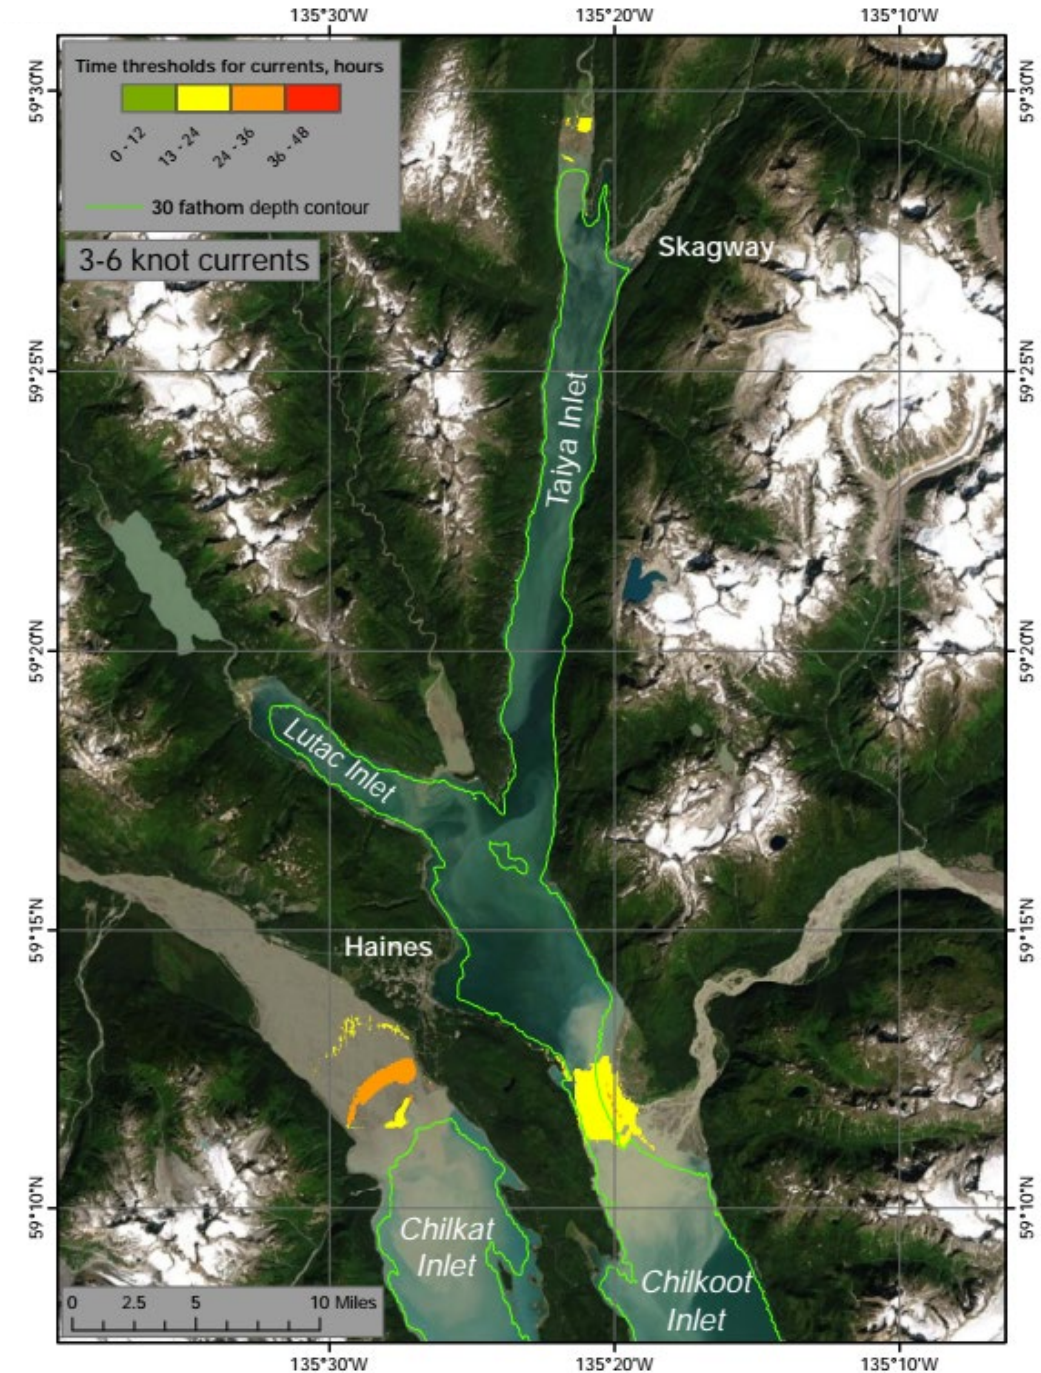 135°30'W 135°20'W 135°10'W
Time thresholds for currents, hours
0 - 12
13 - 24
24 - 36
36 - 48
30 fathom depth contour
3-6 knot currents
59°30'N
59°30'N
Skagway
59°25'N
59°25'N
Taiya Inlet
59°20'N
59°20'N
Lutac Inlet
59°15'N
59°15'N
Haines
59°10'N
59°10'N
Chilkat
Inlet
Chilkoot
Inlet
0 2.5 5 10 Miles
135°30'W 135°20'W 135°10'W